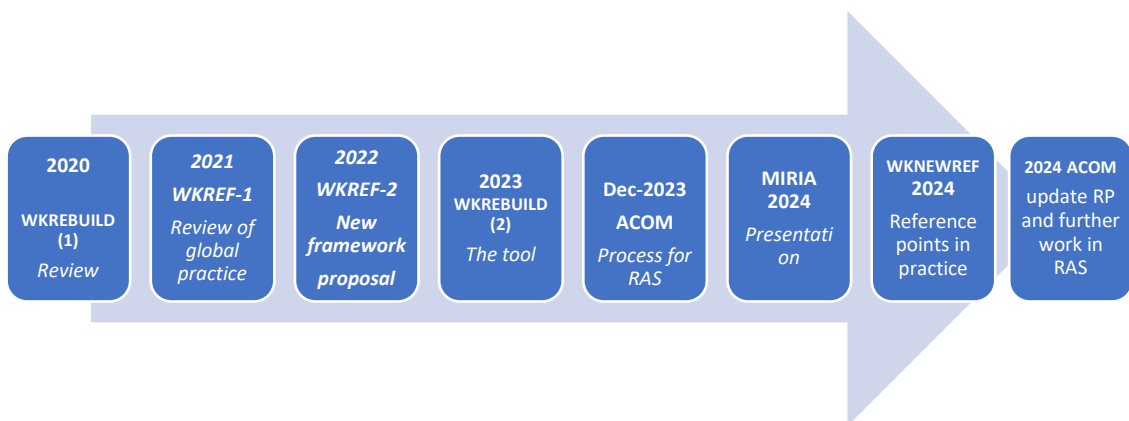 2020
WKREBUILD
(1)
Review
2021
WKREF-1
Review of
global
practice
2022
WKREF-2
New
framework
proposal
2023
WKREBUILD
(2)
The tool
Dec-2023
ACOM
Process for
RAS
MIRIA
2024
Presentati
on
WKNEWREF
2024
Reference
points in
practice
2024 ACOM
update RP
and further
work in
RAS